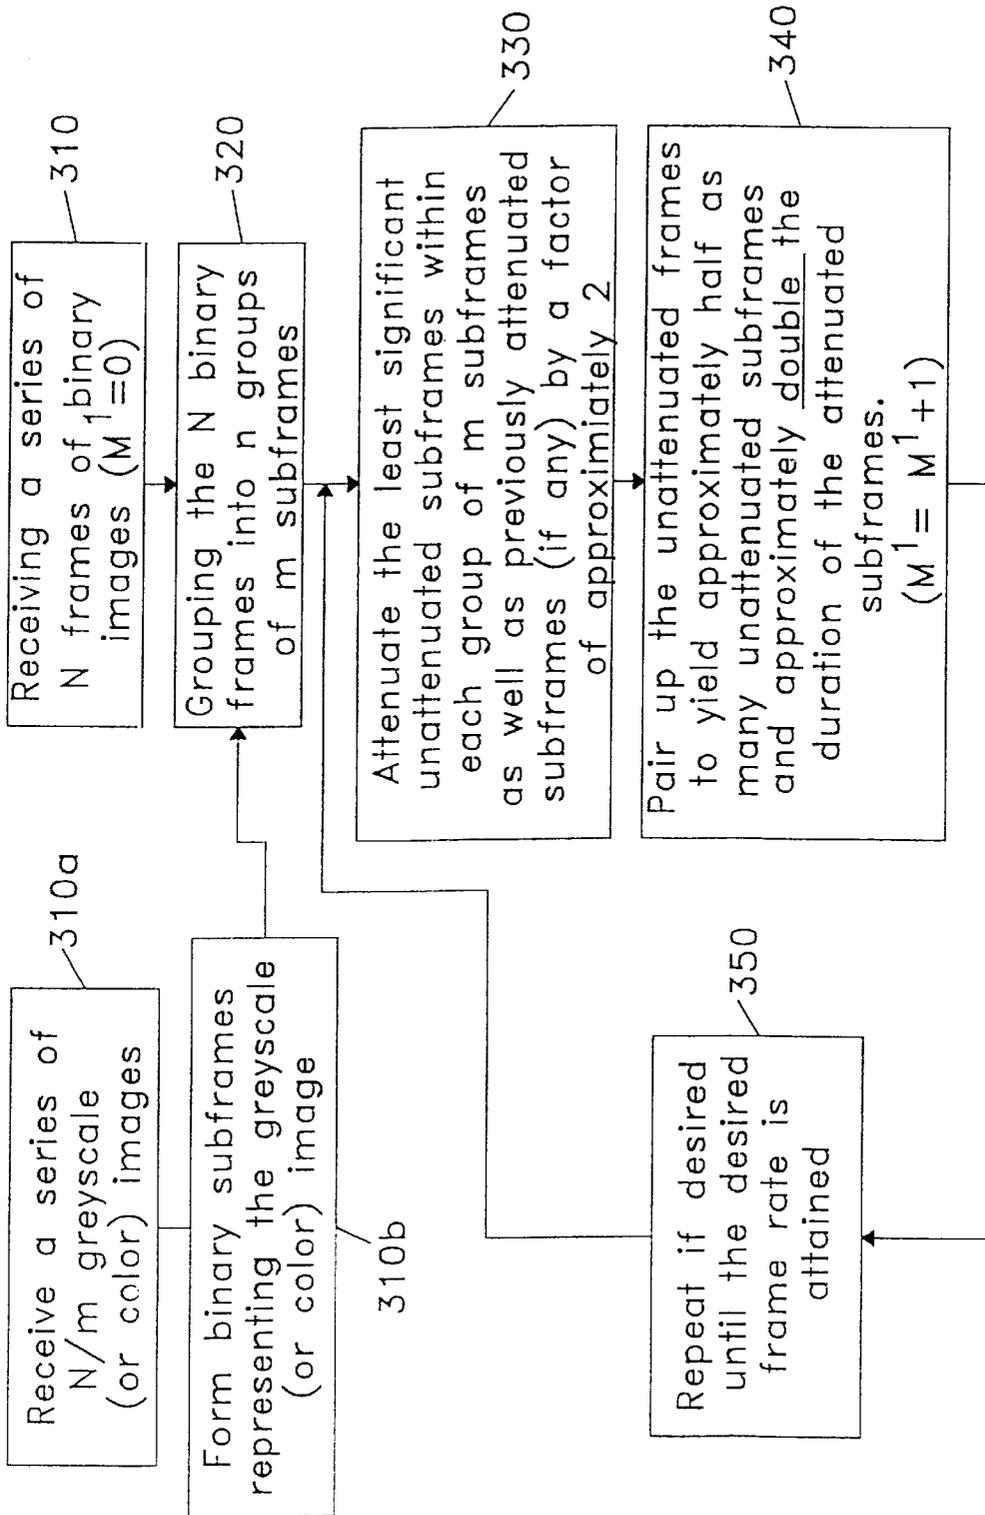 310
Receiving a series of
N frames of binary
images (M¹=0)
320
Grouping the N binary
frames into n groups
of m subframes
330
Attenuate the least significant
unattenuated subframes within
each group of m subframes
as well as previously attenuated
subframes (if any) by a factor
of approximiately 2
340
Pair up the unattenuated frames
to yield approximately half as
many unattenuated subframes
and approximately double the
duration of the attenuated
subframes.
(M¹= M¹+1)
310a
Receive a series of
N/m greyscale
(or color) images
Form binary subframes
representing the greyscale
(or color) image
310b
350
Repeat if desired
until the desired
frame rate is
attained